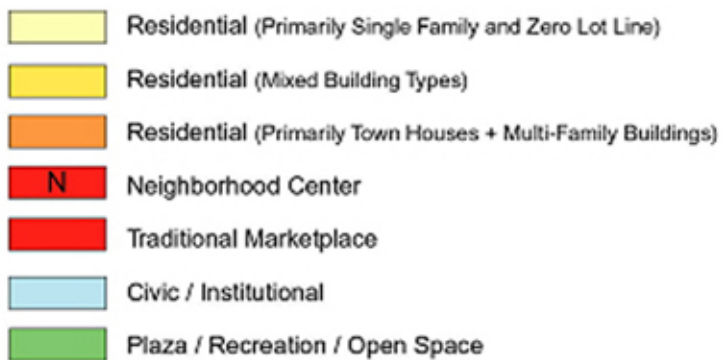 Residential (Primarily Single Family and Zero Lot Line)
Residential (Mixed Building Types)
Residential (Primarily Town Houses + Multi-Family Buildings)
N Neighborhood Center
Traditional Marketplace
Civic / Institutional
Plaza / Recreation / Open Space